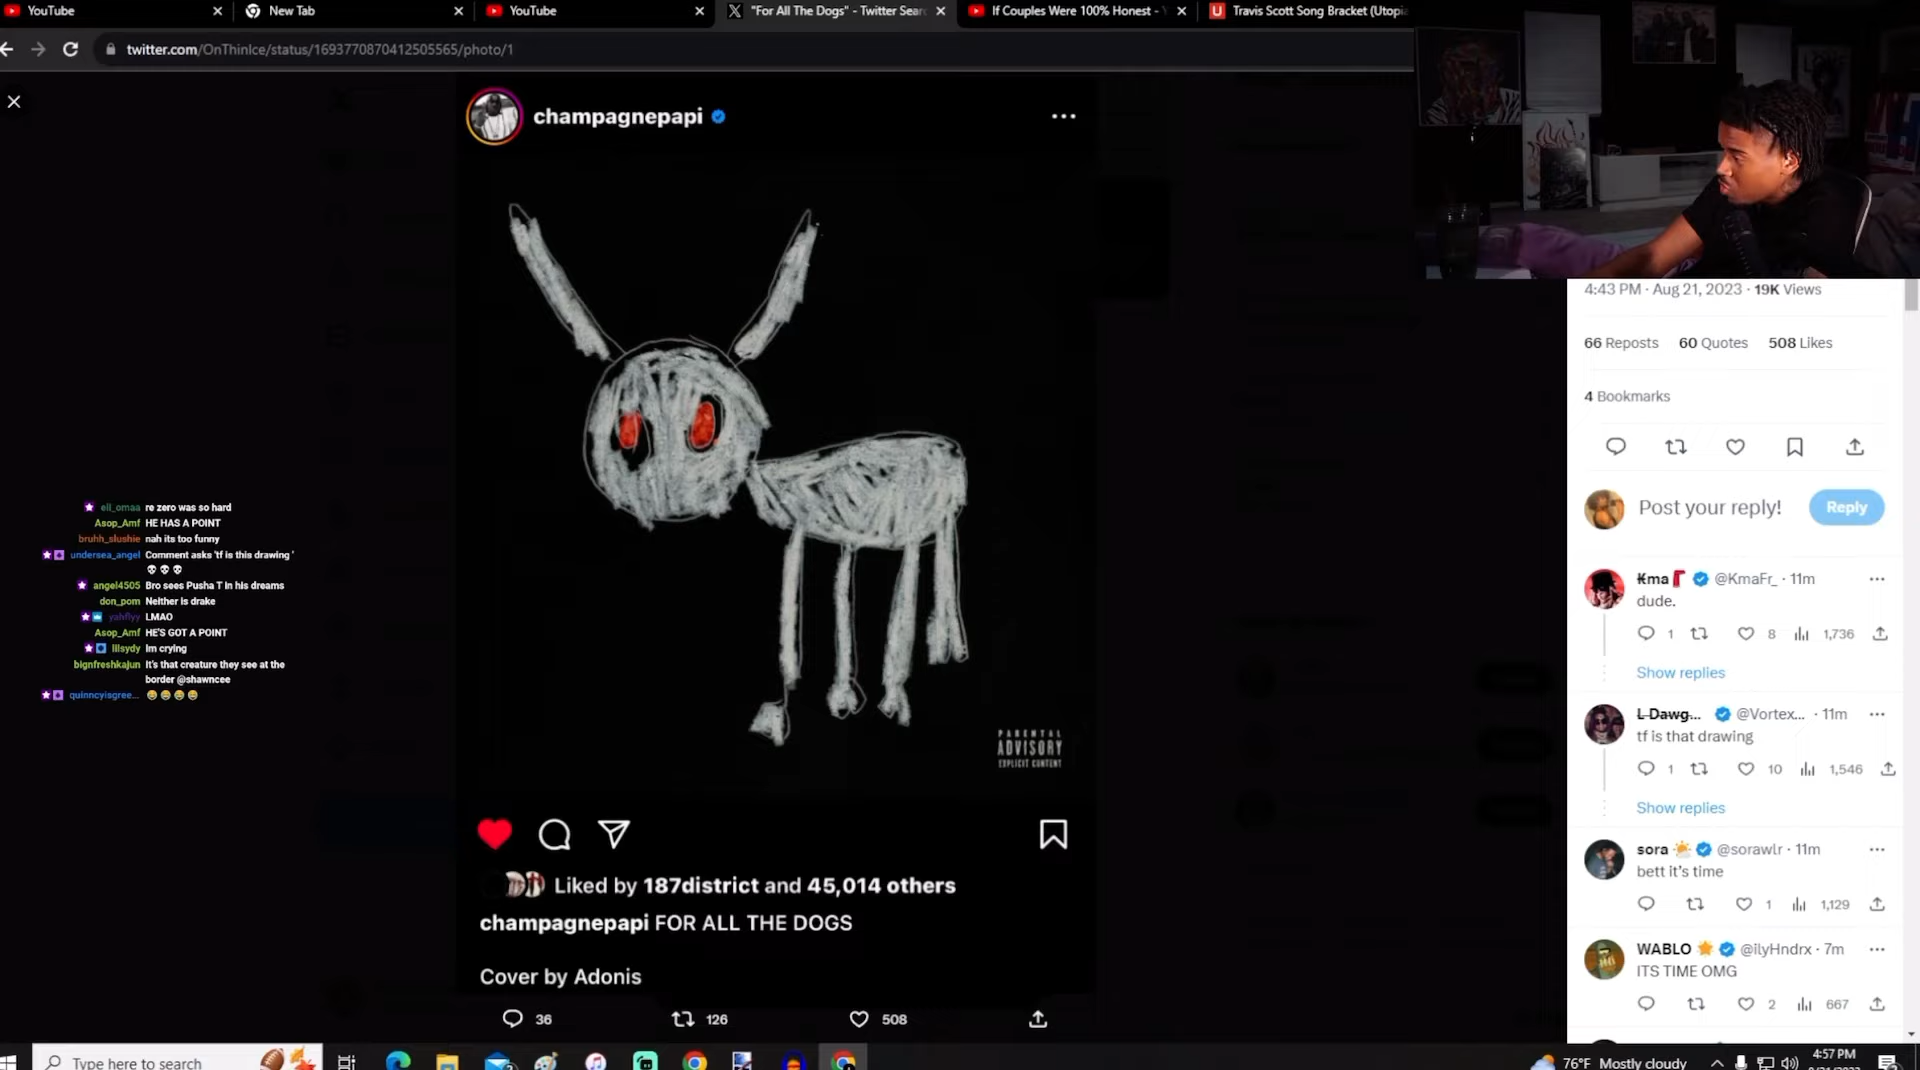 YouTube
New Tab
YouTube
"For All The Dogs" - Twitter Sear
If Couples Were 100% Honest -
Travis Scott Song Bracket (Utopi
twitter.com/OnThinIce/status/1693770870412505565/photo/1
champagnepapi
PARENTAL
ADVISORY
EXPLICIT CONTENT
Liked by 187district and 45,014 others
champagnepapi FOR ALL THE DOGS
Cover by Adonis
36
126
508
ell_omaa re zero was so hard
Asop_Amf HE HAS A POINT
bruhh_slushie nah its too funny
undersea_angel Comment asks 'tf is this drawing '
angel4505 Bro sees Pusha T in his dreams
don_pom Neither is drake
yahflyy LMAO
Asop_Amf HE'S GOT A POINT
lilsydy Im crying
bignfreshkajun It's that creature they see at the
border @shawncee
quinncyisgree...
4:43 PM · Aug 21, 2023 · 19K Views
66 Reposts 60 Quotes 508 Likes
4 Bookmarks
Post your reply!
Reply
Kma @KmaFr_ · 11m
dude.
1 8 1,736
Show replies
L Dawg... @Vortex... · 11m
tf is that drawing
1 10 1,546
Show replies
sora @sorawlr · 11m
bett it's time
1 1,129
WABLO @ilyHndrx · 7m
ITS TIME OMG
2 667
Type here to search
76°F Mostly cloudy
4:57 PM